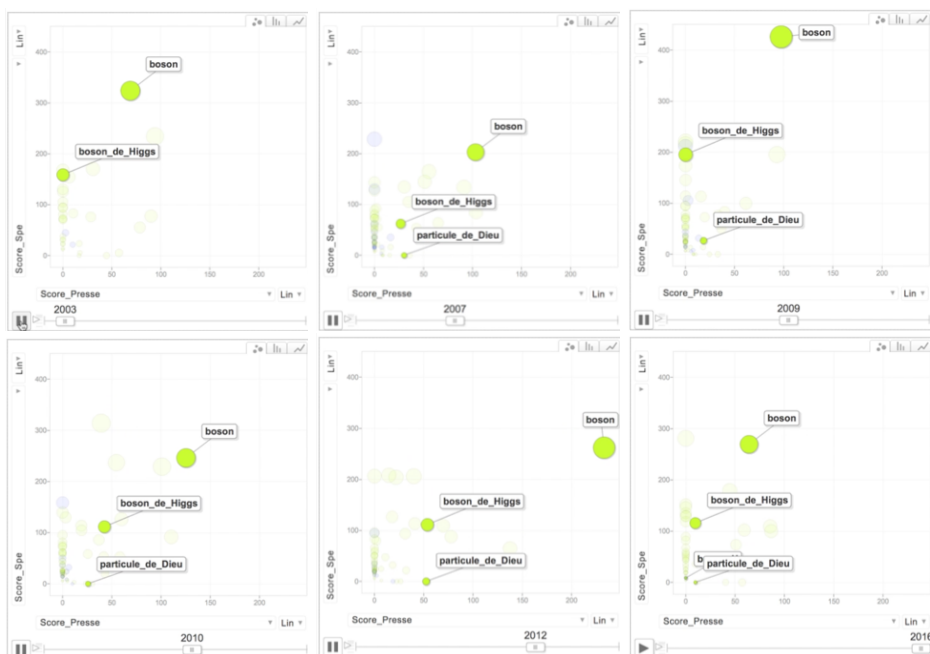 Lin
400
boson
300
200
boson_de_Higgs
100
Score_Spe
0
0 50 100 150 200
Score_Presse Lin
2003
Lin
400
300
boson
200
boson_de_Higgs
100
particule_de_Dieu
Score_Spe
0
0 50 100 150 200
Score_Presse Lin
2007
Lin
boson
400
300
boson_de_Higgs
200
100
particule_de_Dieu
Score_Spe
0
0 50 100 150 200
Score_Presse Lin
2009
Lin
400
boson
300
200
boson_de_Higgs
100
particule_de_Dieu
Score_Spe
0
0 50 100 150 200
Score_Presse Lin
2010
Lin
400
boson
300
200
boson_de_Higgs
100
particule_de_Dieu
Score_Spe
0
0 50 100 150 200
Score_Presse Lin
2012
Lin
400
boson
300
200
boson_de_Higgs
100
particule_de_Dieu
Score_Spe
0
0 50 100 150 200
Score_Presse Lin
2016